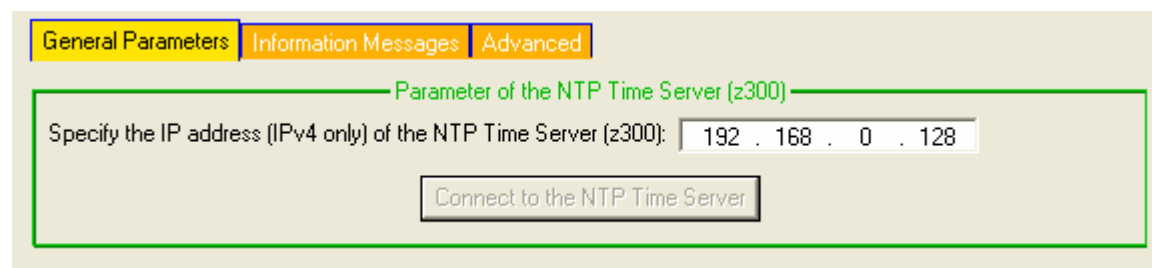 General Parameters Information Messages Advanced
Parameter of the NTP Time Server (z300)
Specify the IP address (IPv4 only) of the NTP Time Server (z300): 192 . 168 . 0 . 128
Connect to the NTP Time Server